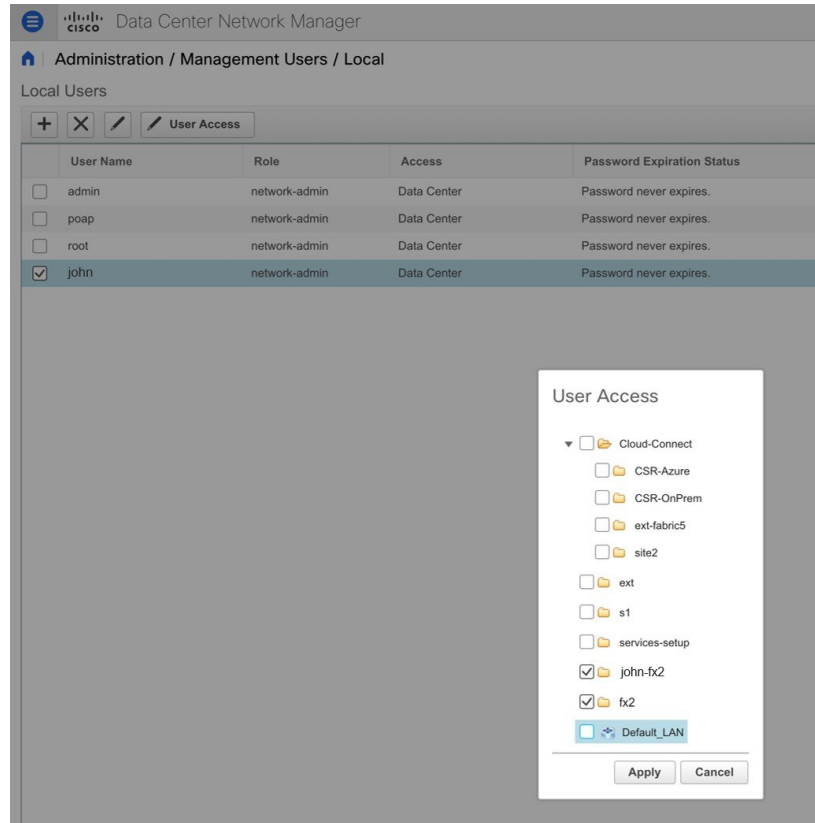 cisco Data Center Network Manager
Administration / Management Users / Local
Local Users
User Access
User Name Role Access Password Expiration Status
admin network-admin Data Center Password never expires.
poap network-admin Data Center Password never expires.
root network-admin Data Center Password never expires.
john network-admin Data Center Password never expires.
User Access
Cloud-Connect
CSR-Azure
CSR-OnPrem
ext-fabric5
site2
ext
s1
services-setup
john-fx2
fx2
Default_LAN
Apply Cancel